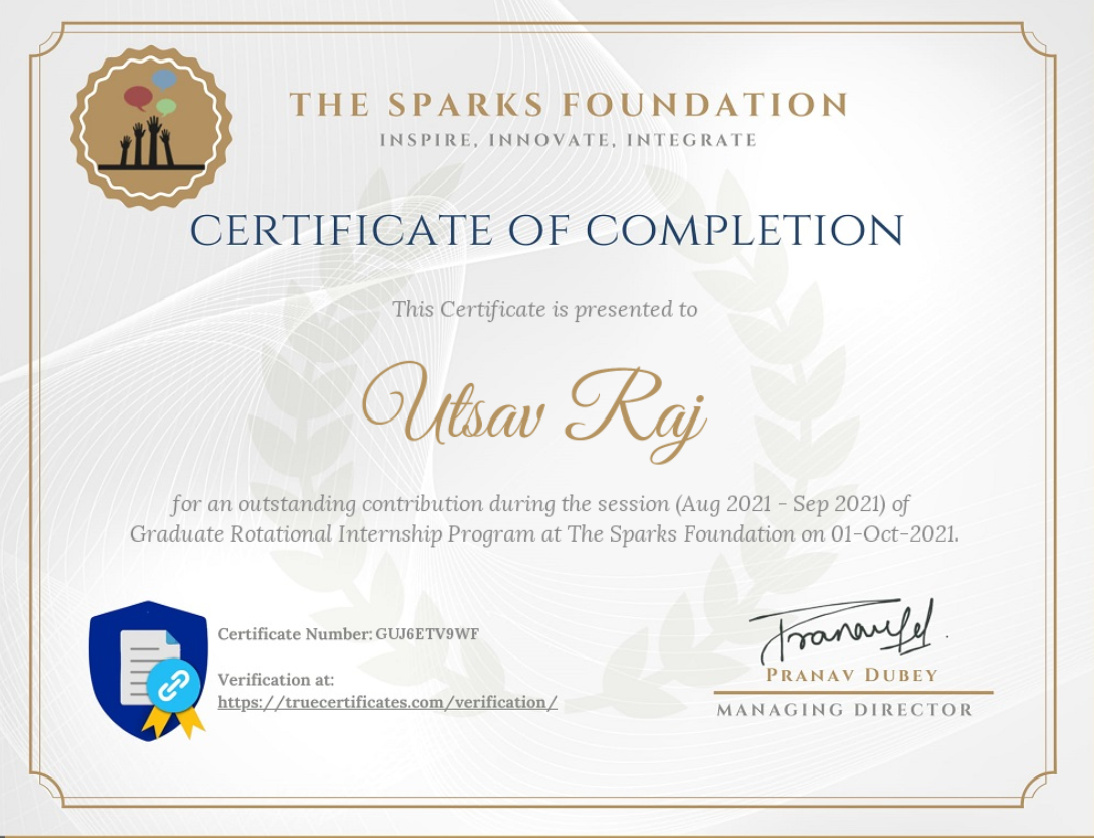 THE SPARKS FOUNDATION
INSPIRE, INNOVATE, INTEGRATE
CERTIFICATE OF COMPLETION
This Certificate is presented to
Utsav Raj
for an outstanding contribution during the session (Aug 2021 - Sep 2021) of
Graduate Rotational Internship Program at The Sparks Foundation on 01-Oct-2021.
Certificate Number: GUJ6ETV9WF
Verification at:
https://truecertificates.com/verification/
PRANAV DUBEY
MANAGING DIRECTOR